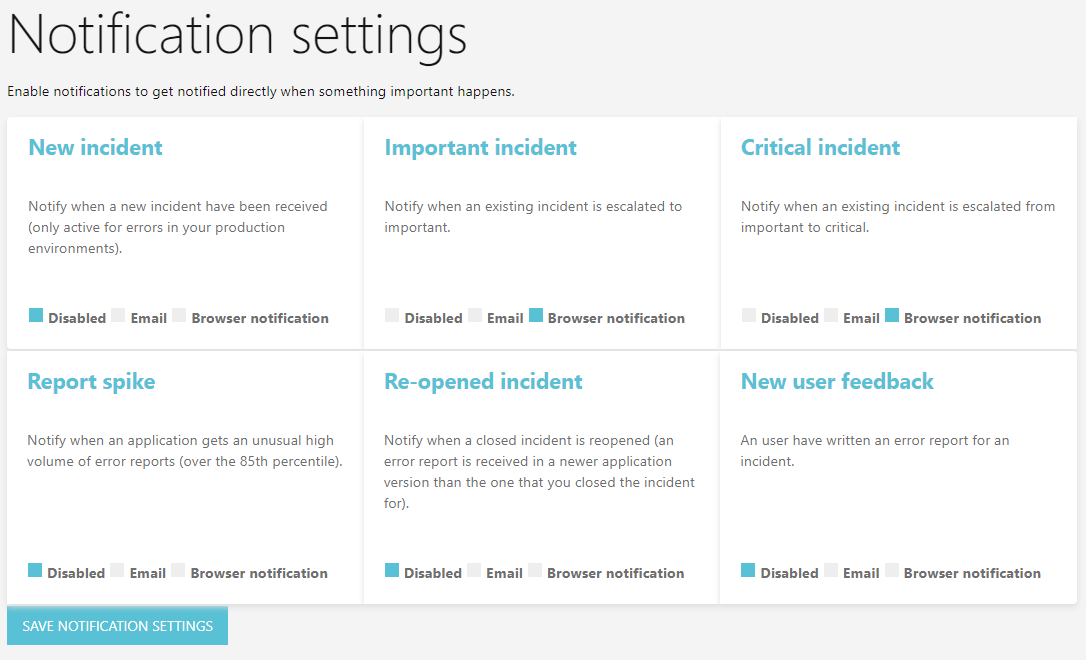 Notification settings
Enable notifications to get notified directly when something important happens.
New incident
Notify when a new incident have been received
(only active for errors in your production
environments).
Disabled Email Browser notification
Important incident
Notify when an existing incident is escalated to
important.
Disabled Email Browser notification
Critical incident
Notify when an existing incident is escalated from
important to critical.
Disabled Email Browser notification
Report spike
Notify when an application gets an unusual high
volume of error reports (over the 85th percentile).
Disabled Email Browser notification
Re-opened incident
Notify when a closed incident is reopened (an
error report is received in a newer application
version than the one that you closed the incident
for).
Disabled Email Browser notification
New user feedback
An user have written an error report for an
incident.
Disabled Email Browser notification
SAVE NOTIFICATION SETTINGS